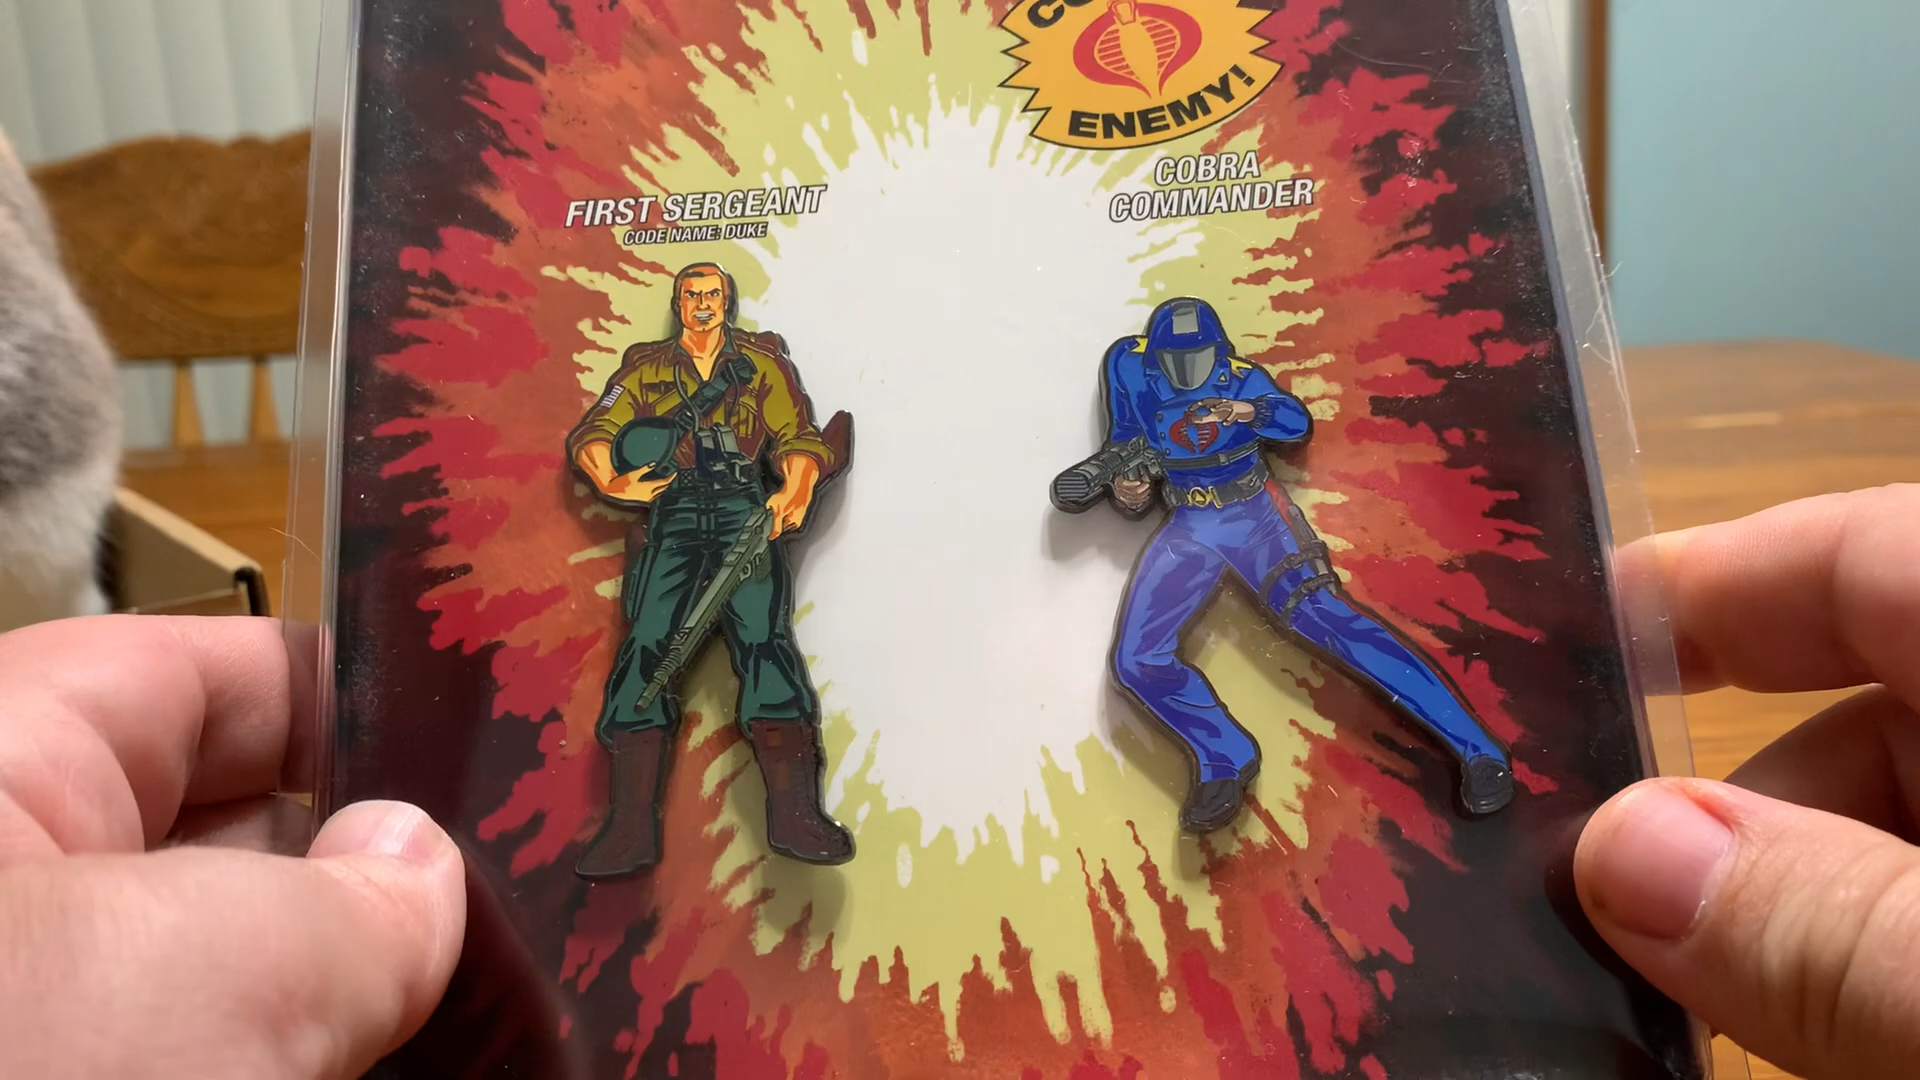 ENEMY!
FIRST SERGEANT
CODE NAME: DUKE
COBRA
COMMANDER